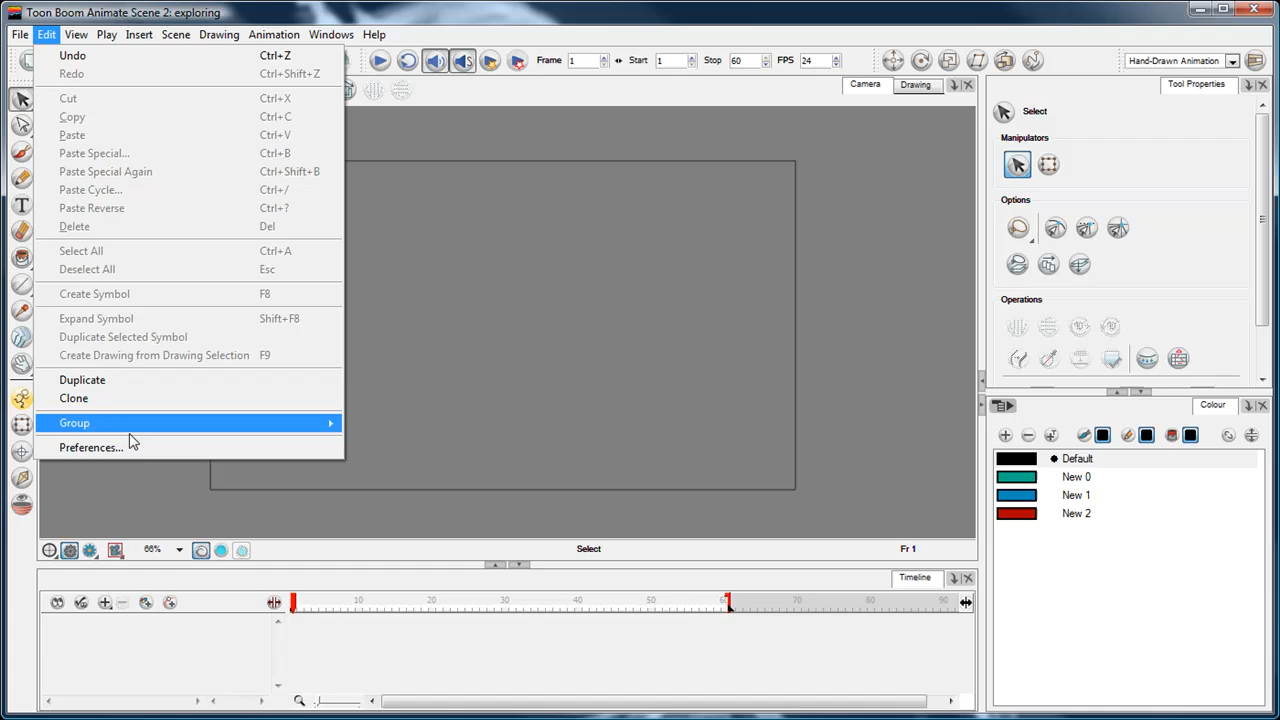 Toon Boom Animate Scene 2: exploring
File Edit View Play Insert Scene Drawing Animation Windows Help
Frame 1 Start 1 Stop 60 FPS 24
Hand-Drawn Animation
Undo Ctrl+Z
Redo Ctrl+Shift+Z
Cut Ctrl+X
Copy Ctrl+C
Paste Ctrl+V
Paste Special... Ctrl+B
Paste Special Again Ctrl+Shift+B
Paste Cycle... Ctrl+/
Paste Reverse Ctrl+?
Delete Del
Select All Ctrl+A
Deselect All Esc
Create Symbol F8
Expand Symbol Shift+F8
Duplicate Selected Symbol
Create Drawing from Drawing Selection F9
Duplicate
Clone
Group
Preferences...
Camera Drawing
Tool Properties
Select
Manipulators
Options
Operations
Colour
Default
New 0
New 1
New 2
66% Select Fr 1
Timeline
10 20 30 40 50 60 70 80 90